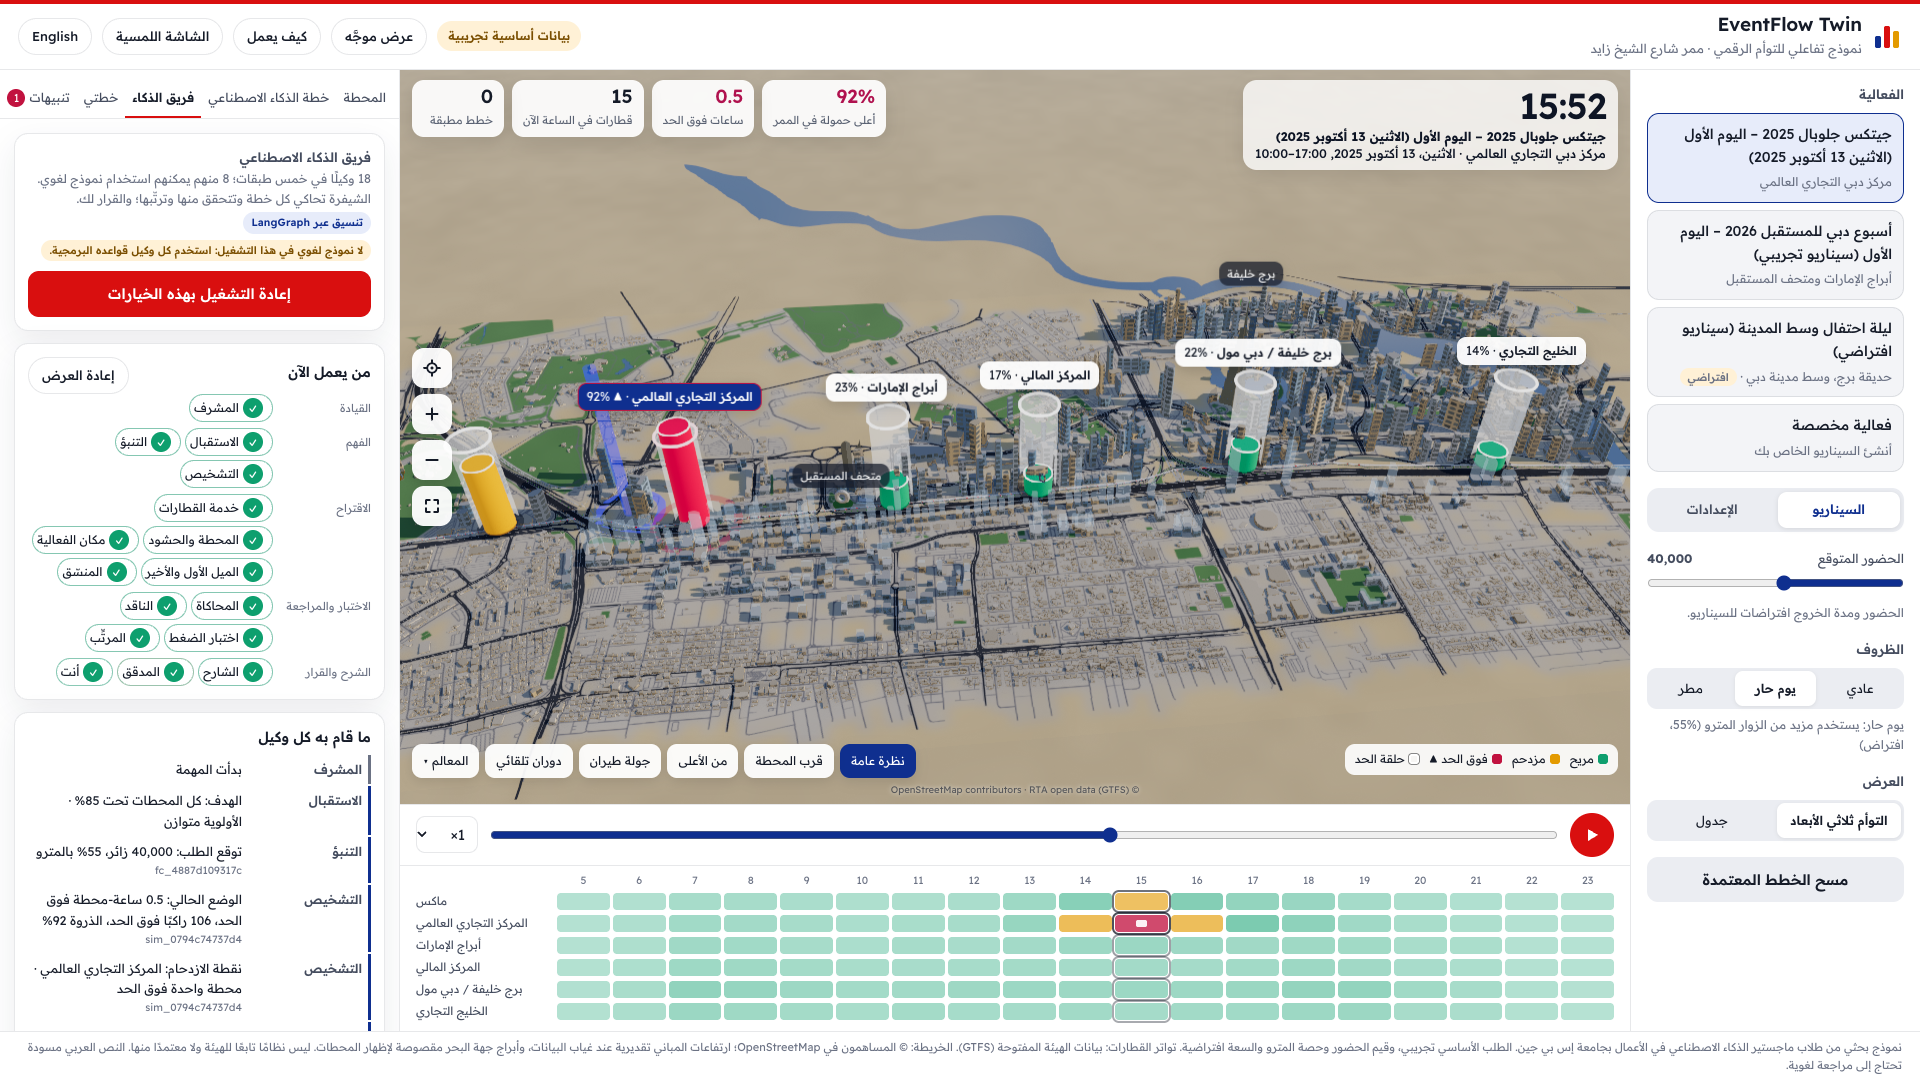 EventFlow Twin
نموذج تفاعلي للتوأم الرقمي · ممر شارع الشيخ زايد
بيانات أساسية تجريبية
عرض موجَّه
كيف يعمل
الشاشة اللمسية
English
الفعالية
جيتكس جلوبال 2025 – اليوم الأول (الاثنين 13 أكتوبر 2025)
مركز دبي التجاري العالمي
أسبوع دبي للمستقبل 2026 – اليوم الأول (سيناريو تجريبي)
أبراج الإمارات ومتحف المستقبل
ليلة احتفال وسط المدينة (سيناريو افتراضي)
حديقة برج، وسط مدينة دبي · افتراضي
فعالية مخصصة
أنشئ السيناريو الخاص بك
السيناريو
الإعدادات
الحضور المتوقع
40,000
الحضور ومدة الخروج افتراضات للسيناريو.
الظروف
عادي
يوم حار
مطر
يوم حار: يستخدم مزيد من الزوار المترو (55%، افتراض)
العرض
التوأم ثلاثي الأبعاد
جدول
مسح الخطط المعتمدة
15:52
جيتكس جلوبال 2025 – اليوم الأول (الاثنين 13 أكتوبر 2025)
مركز دبي التجاري العالمي · الاثنين، 13 أكتوبر 2025, 10:00–17:00
92%
أعلى حمولة في الممر
0.5
ساعات فوق الحد
15
قطارات في الساعة الآن
0
خطط مطبقة
برج خليفة
الخليج التجاري · 14%
برج خليفة / دبي مول · 22%
المركز المالي · 17%
أبراج الإمارات · 23%
المركز التجاري العالمي · ▲ 92%
متحف المستقبل
مريح
مزدحم
فوق الحد ▲
حلقة الحد
نظرة عامة
قرب المحطة
من الأعلى
جولة طيران
دوران تلقائي
المعالم ▾
© OpenStreetMap contributors · RTA open data (GTFS)
×1
5 6 7 8 9 10 11 12 13 14 15 16 17 18 19 20 21 22 23
ماكس
المركز التجاري العالمي
أبراج الإمارات
المركز المالي
برج خليفة / دبي مول
الخليج التجاري
المحطة
خطة الذكاء الاصطناعي
فريق الذكاء
خطتي
تنبيهات 1
فريق الذكاء الاصطناعي
18 وكيلًا في خمس طبقات؛ 8 منهم يمكنهم استخدام نموذج لغوي.
الشيفرة تحاكي كل خطة وتتحقق منها وترتّبها؛ والقرار لك.
تنسيق عبر LangGraph
لا نموذج لغوي في هذا التشغيل: استخدم كل وكيل قواعده البرمجية.
إعادة التشغيل بهذه الخيارات
من يعمل الآن
إعادة العرض
القيادة
المشرف
الفهم
الاستقبال
التنبؤ
التشخيص
الاقتراح
خدمة القطارات
المحطة والحشود
مكان الفعالية
الميل الأول والأخير
المنسّق
الاختبار والمراجعة
المحاكاة
الناقد
اختبار الضغط
المرتّب
الشرح والقرار
الشارح
المدقق
أنت
ما قام به كل وكيل
المشرف
بدأت المهمة
الاستقبال
الهدف: كل المحطات تحت 85% · الأولوية متوازن
التنبؤ
توقع الطلب: 40,000 زائر، 55% بالمترو
fc_4887d109317c
التشخيص
الوضع الحالي: 0.5 ساعة-محطة فوق الحد، 106 راكبًا فوق الحد، الذروة 92%
sim_0794c74737d4
التشخيص
نقطة الازدحام: المركز التجاري العالمي · محطة واحدة فوق الحد
sim_0794c74737d4
نموذج بحثي من طلاب ماجستير الذكاء الاصطناعي في الأعمال بجامعة إس بي جين. الطلب الأساسي تجريبي، وقيم الحضور وحصة المترو والسعة افتراضية. تواتر القطارات: بيانات الهيئة المفتوحة (GTFS). الخريطة: © المساهمون في OpenStreetMap؛ ارتفاعات المباني تقديرية عند غياب البيانات، وأبراج جهة البحر مقصوصة لإظهار المحطات. ليس نظامًا تابعًا للهيئة ولا معتمدًا منها. النص العربي مسودة
تحتاج إلى مراجعة لغوية.